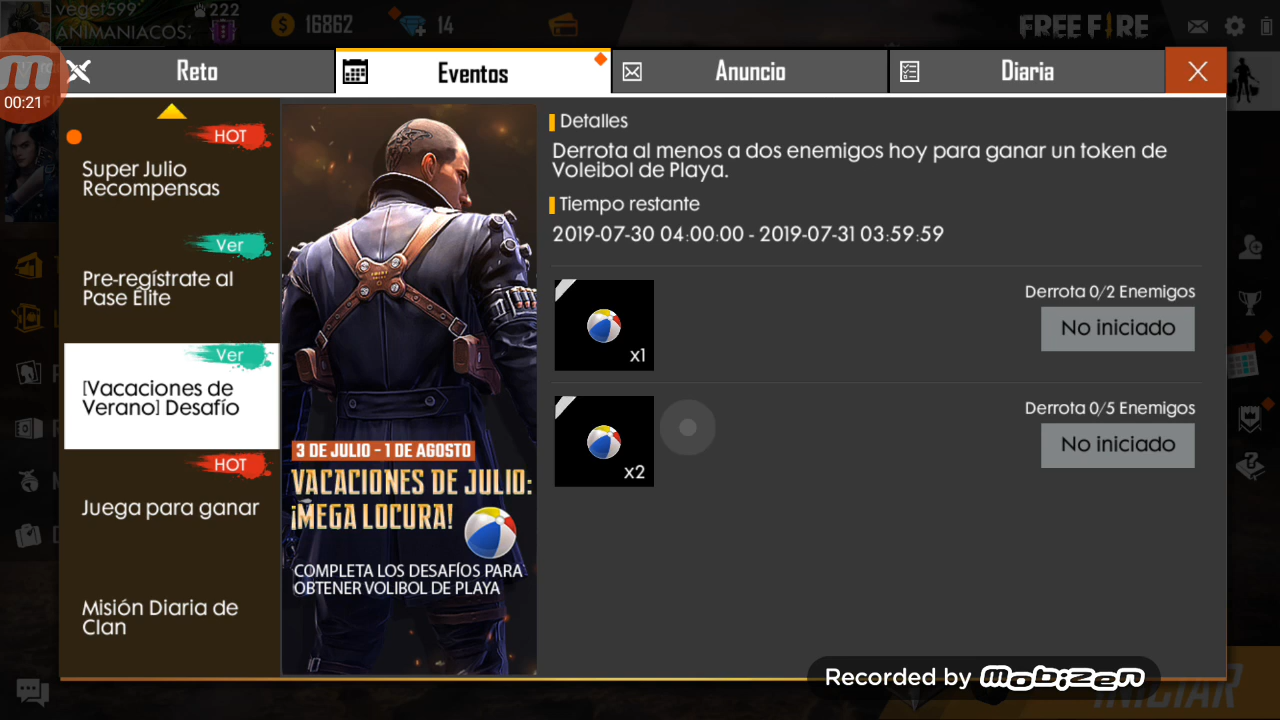 veget599
222
16862
14
FREE FIRE
ANIMANIACOS
00:21
Reto
Eventos
Anuncio
Diaria
HOT
Super Julio
Recompensas
Ver
Pre-regístrate al
Pase Élite
Ver
[Vacaciones de
Verano] Desafío
HOT
Juega para ganar
Misión Diaria de
Clan
3 DE JULIO - 1 DE AGOSTO
VACACIONES DE JULIO:
¡MEGA LOCURA!
COMPLETA LOS DESAFÍOS PARA
OBTENER VOLIBOL DE PLAYA
Detalles
Derrota al menos a dos enemigos hoy para ganar un token de
Voleibol de Playa.
Tiempo restante
2019-07-30 04:00:00 - 2019-07-31 03:59:59
x1
Derrota 0/2 Enemigos
No iniciado
x2
Derrota 0/5 Enemigos
No iniciado
Recorded by Mobizen
INICIAR